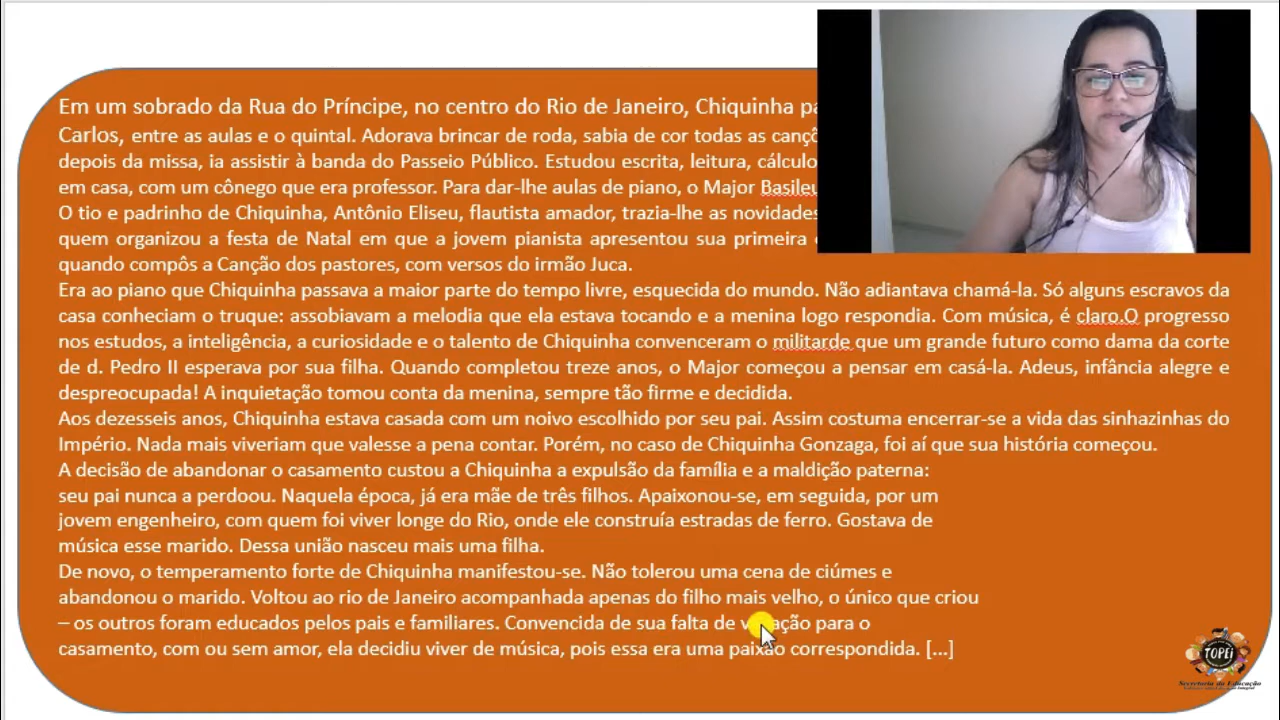 Em um sobrado da Rua do Príncipe, no centro do Rio de Janeiro, Chiquinha
Carlos, entre as aulas e o quintal. Adorava brincar de roda, sabia de cor todas as
depois da missa, ia assistir à banda do Passeio Público. Estudou escrita, leitura, cálculo
em casa, com um cônego que era professor. Para dar-lhe aulas de piano, o Major
O tio e padrinho de Chiquinha, Antônio Eliseu, flautista amador, trazia-lhe as novidades
quem organizou a festa de Natal em que a jovem pianista apresentou sua primeira
quando compôs a Canção dos pastores, com versos do irmão Juca.
Era ao piano que Chiquinha passava a maior parte do tempo livre, esquecida do mundo. Não adiantava chamá-la. Só alguns escravos da
casa conheciam o truque: assobiavam a melodia que ela estava tocando e a menina logo respondia. Com música, é claro.O progresso
nos estudos, a inteligência, a curiosidade e o talento de Chiquinha convenceram o militarde que um grande futuro como dama da corte
de d. Pedro II esperava por sua filha. Quando completou treze anos, o Major começou a pensar em casá-la. Adeus, infância alegre e
despreocupada! A inquietação tomou conta da menina, sempre tão firme e decidida.
Aos dezesseis anos, Chiquinha estava casada com um noivo escolhido por seu pai. Assim costuma encerrar-se a vida das sinhazinhas do
Império. Nada mais viveriam que valesse a pena contar. Porém, no caso de Chiquinha Gonzaga, foi aí que sua história começou.
A decisão de abandonar o casamento custou a Chiquinha a expulsão da família e a maldição paterna:
seu pai nunca a perdoou. Naquela época, já era mãe de três filhos. Apaixonou-se, em seguida, por um
jovem engenheiro, com quem foi viver longe do Rio, onde ele construía estradas de ferro. Gostava de
música esse marido. Dessa união nasceu mais uma filha.
De novo, o temperamento forte de Chiquinha manifestou-se. Não tolerou uma cena de ciúmes e
abandonou o marido. Voltou ao rio de Janeiro acompanhada apenas do filho mais velho, o único que criou
– os outros foram educados pelos pais e familiares. Convencida de sua falta de para o
casamento, com ou sem amor, ela decidiu viver de música, pois essa era uma paixão correspondida. [...]
TOPEI
Secretaria da Educação